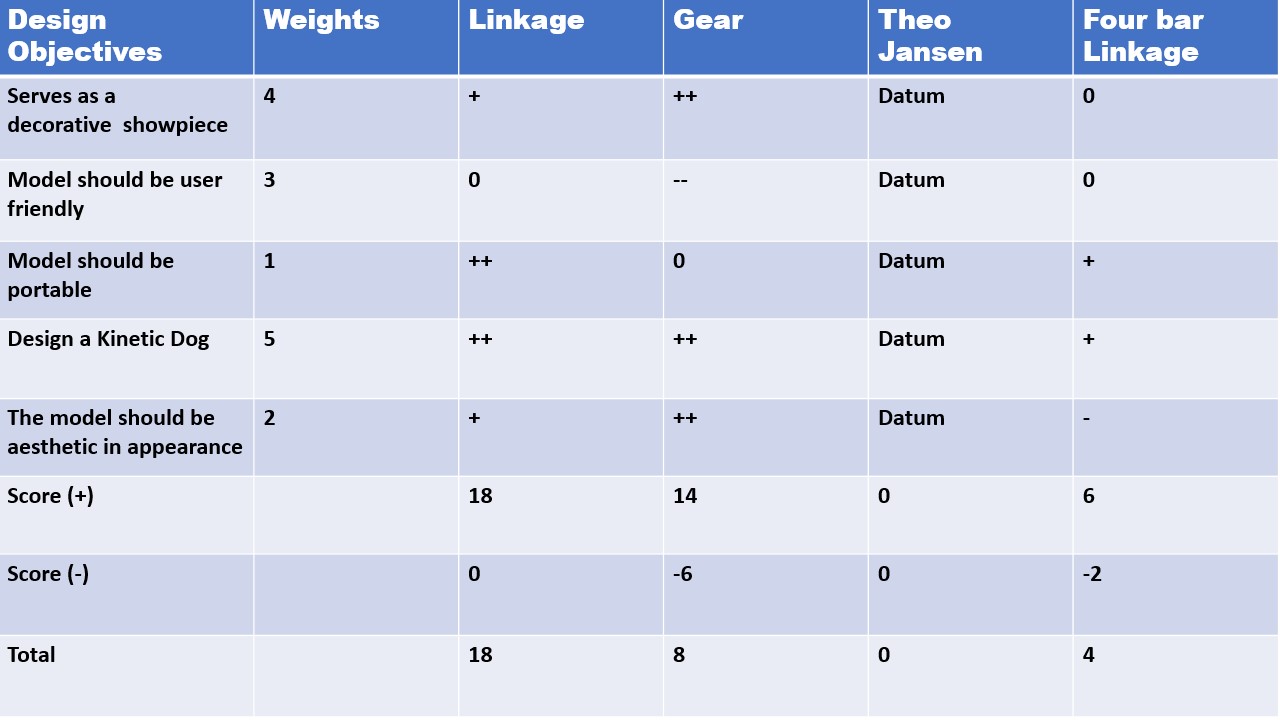 Design Objectives Weights Linkage Gear Theo Jansen Four bar Linkage
Serves as a decorative showpiece 4 + ++ Datum 0
Model should be user friendly 3 0 -- Datum 0
Model should be portable 1 ++ 0 Datum +
Design a Kinetic Dog 5 ++ ++ Datum +
The model should be aesthetic in appearance 2 + ++ Datum -
Score (+) 18 14 0 6
Score (-) 0 -6 0 -2
Total 18 8 0 4